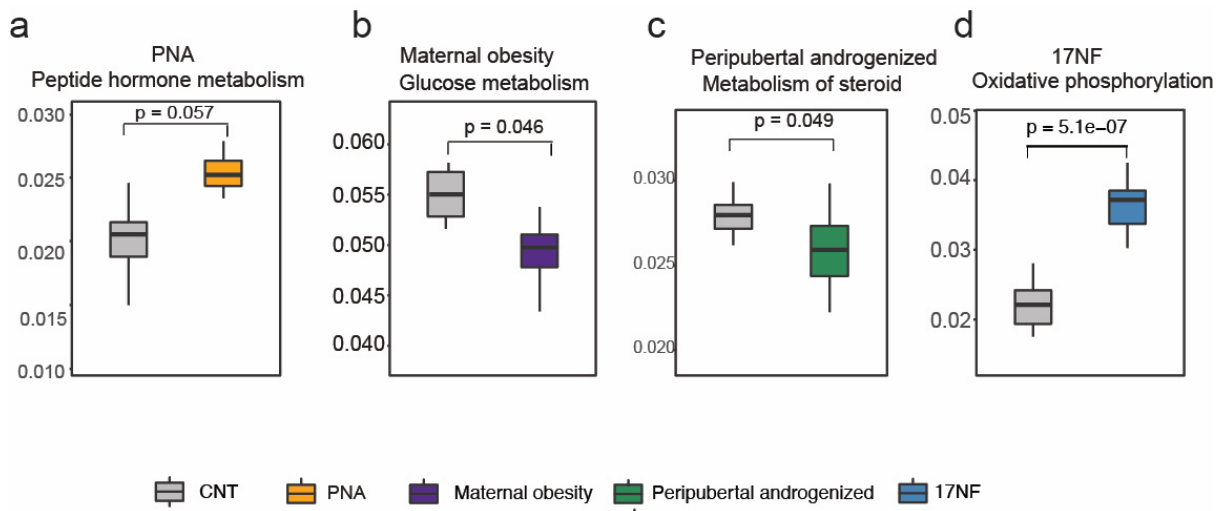 a
PNA
Peptide hormone metabolism
p = 0.057
0.030
0.025
0.020
0.015
0.010
b
Maternal obesity
Glucose metabolism
p = 0.046
0.060
0.055
0.050
0.045
0.040
c
Peripubertal androgenized
Metabolism of steroid
p = 0.049
0.030
0.025
0.020
d
17NF
Oxidative phosphorylation
p = 5.1e−07
0.05
0.04
0.03
0.02
CNT PNA Maternal obesity Peripubertal androgenized 17NF